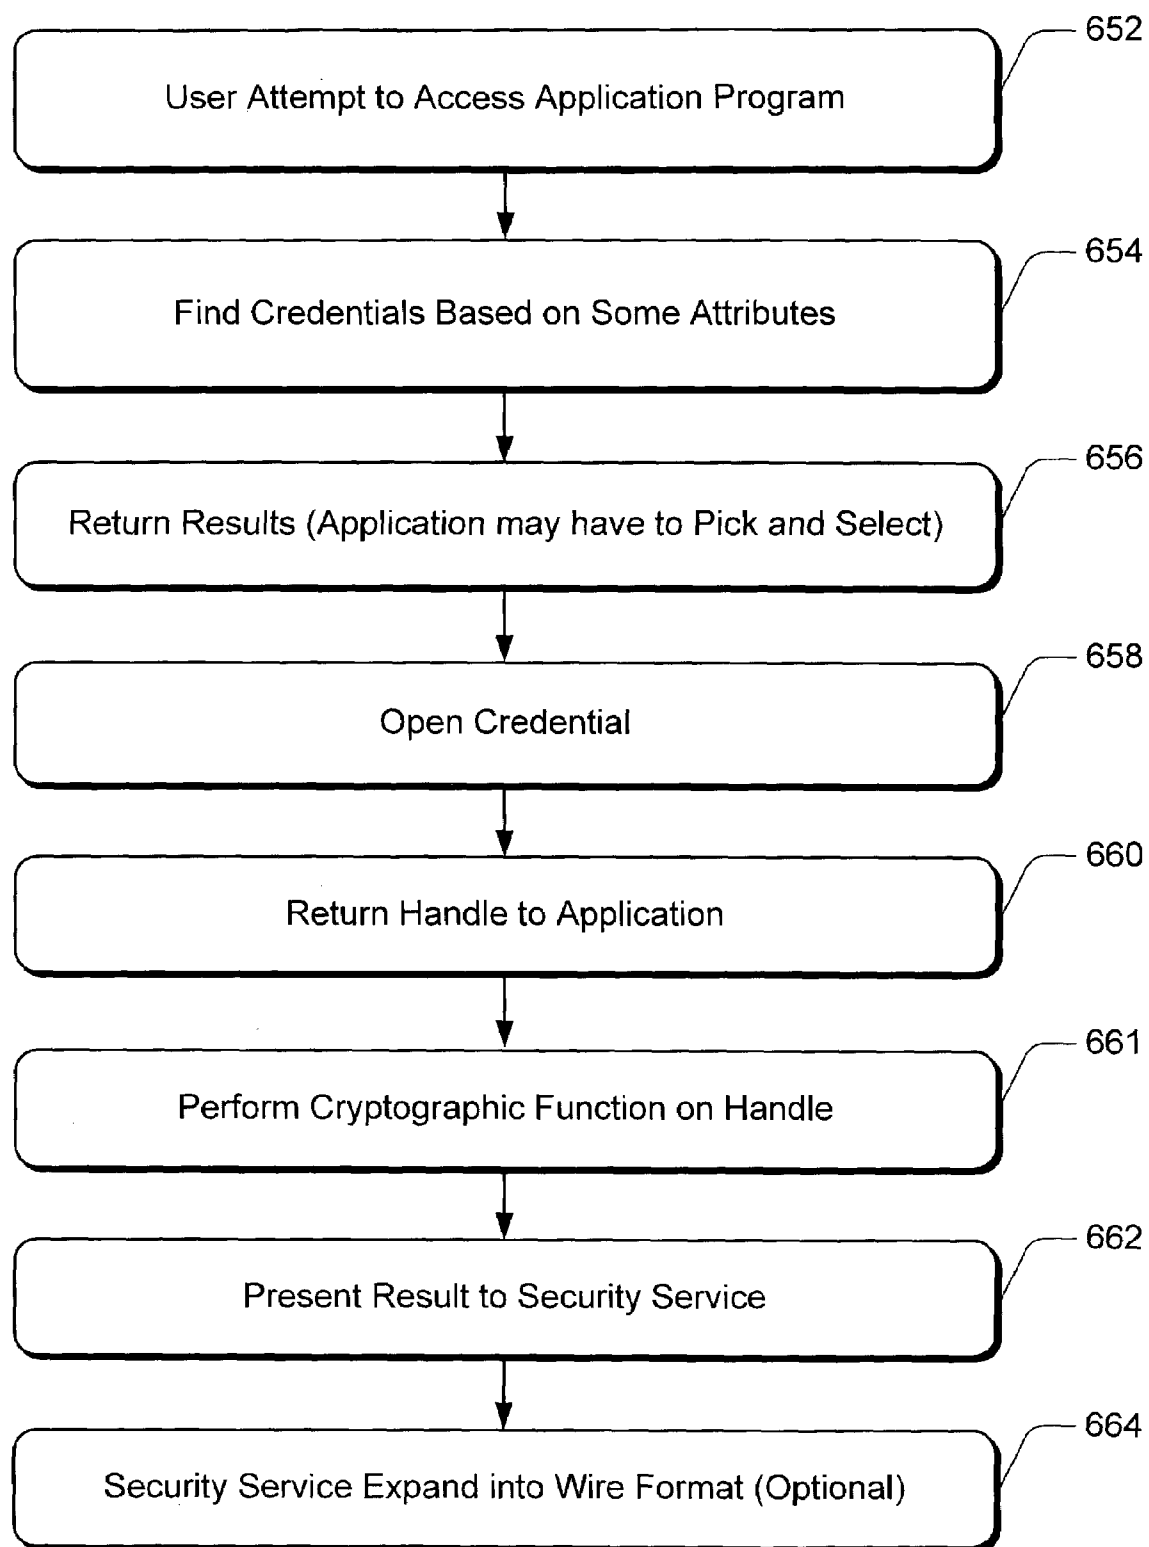 652
User Attempt to Access Application Program
654
Find Credentials Based on Some Attributes
656
Return Results (Application may have to Pick and Select)
658
Open Credential
660
Return Handle to Application
661
Perform Cryptographic Function on Handle
662
Present Result to Security Service
664
Security Service Expand into Wire Format (Optional)